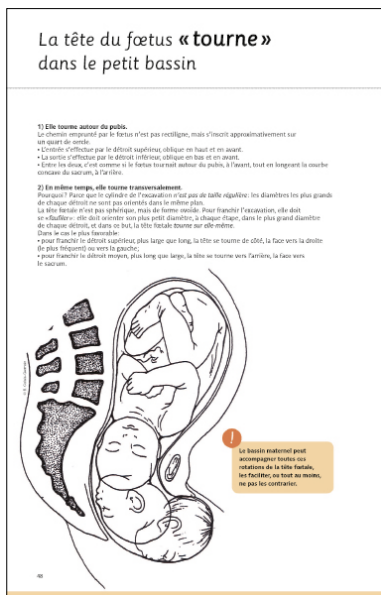 La tête du fœtus «tourne»
dans le petit bassin
1) Elle tourne autour du pubis.
Le chemin emprunté par le fœtus n'est pas rectiligne, mais s'inscrit approximativement sur
un quart de cercle.
• L'entrée s'effectue par le détroit supérieur, oblique en haut et en avant.
• La sortie s'effectue par le détroit inférieur, oblique en bas et en avant.
• Entre les deux, c'est comme si le fœtus tournait autour du pubis, à l'avant, tout en longeant la courbe
concave du sacrum, à l'arrière.
2) En même temps, elle tourne transversalement.
Pourquoi? Parce que le cylindre de l'excavation n'est pas de taille régulière: les diamètres les plus grands
de chaque détroit ne sont pas orientés dans le même plan.
La tête fœtale n'est pas sphérique, mais de forme ovoïde. Pour franchir l'excavation, elle doit
se «faufiler»: elle doit orienter son plus petit diamètre, à chaque étape, dans le plus grand diamètre
de chaque détroit, et dans ce but, la tête fœtale tourne sur elle-même.
Dans le cas le plus favorable:
• pour franchir le détroit supérieur, plus large que long, la tête se tourne de côté, la face vers la droite
(le plus fréquent) ou vers la gauche;
• pour franchir le détroit moyen, plus long que large, la tête se tourne vers l'arrière, la face vers
le sacrum.
!
Le bassin maternel peut
accompagner toutes ces
rotations de la tête fœtale,
les faciliter, ou tout au moins,
ne pas les contrarier.